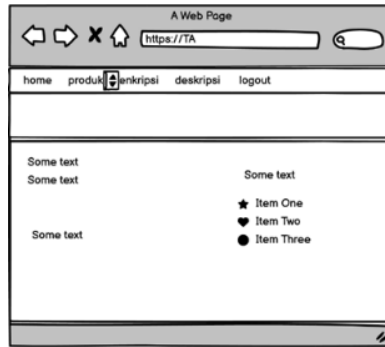 A Web Page
https://TA
home produk enkripsi deskripsi logout
Some text
Some text
Some text
Item One
Item Two
Item Three
Some text